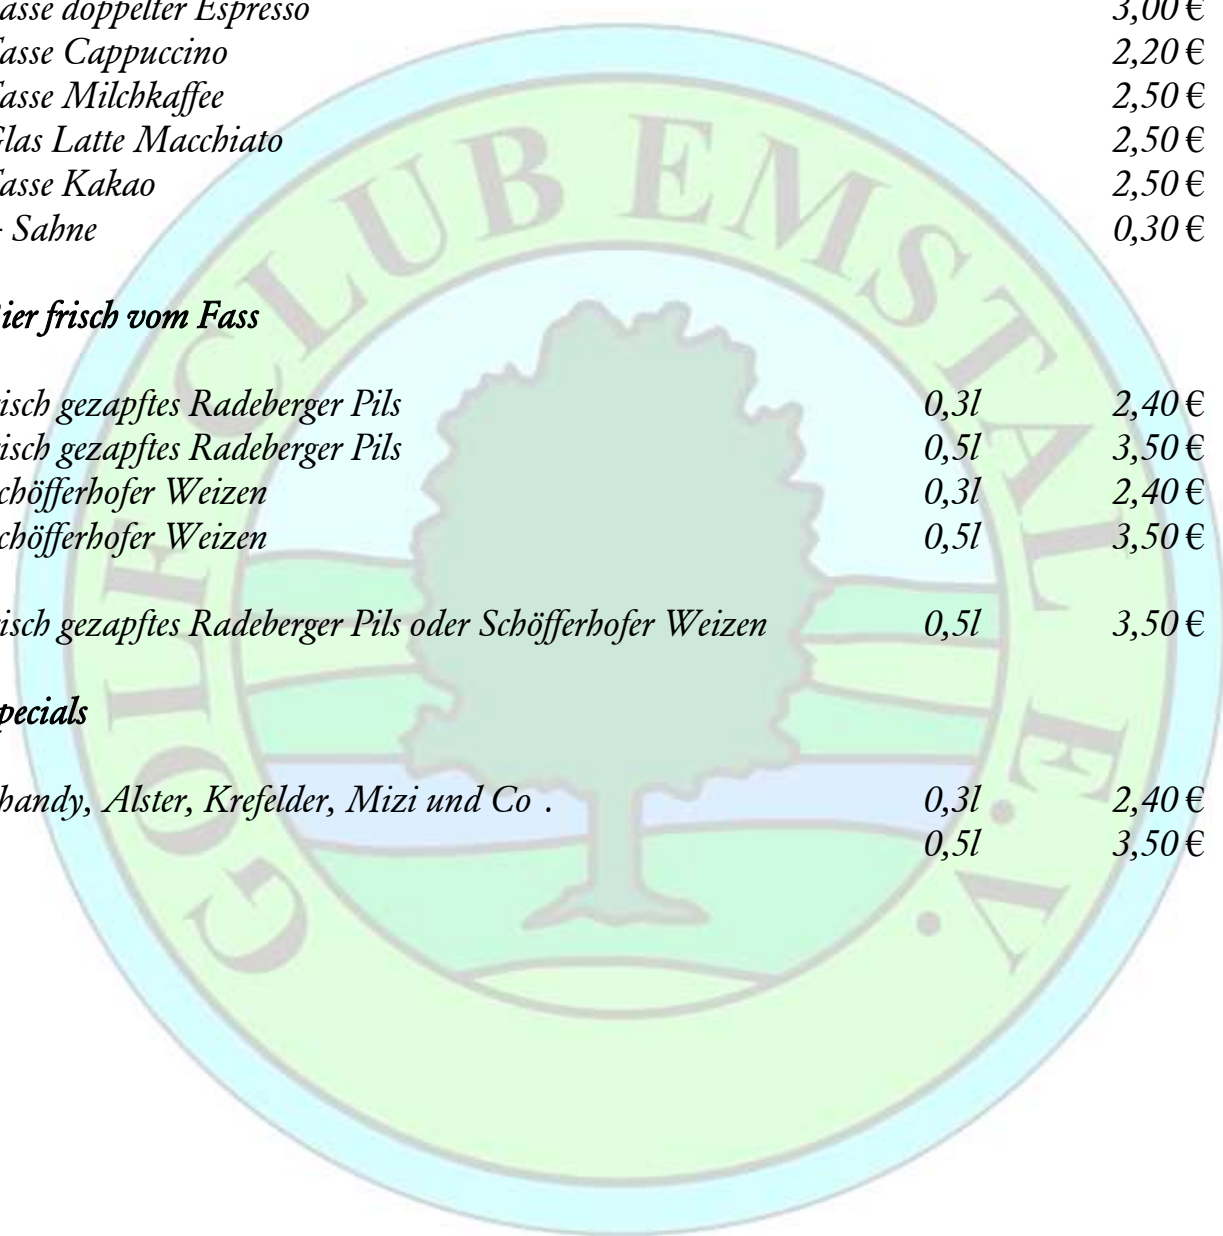 asse doppelter Espresso 3,00 €
asse Cappuccino 2,20 €
asse Milchkaffee 2,50 €
Glas Latte Macchiato 2,50 €
asse Kakao 2,50 €
- Sahne 0,30 €
ier frisch vom Fass
isch gezapftes Radeberger Pils 0,3l 2,40 €
isch gezapftes Radeberger Pils 0,5l 3,50 €
chöfferhofer Weizen 0,3l 2,40 €
chöfferhofer Weizen 0,5l 3,50 €
isch gezapftes Radeberger Pils oder Schöfferhofer Weizen 0,5l 3,50 €
pecials
handy, Alster, Krefelder, Mizi und Co . 0,3l 2,40 €
0,5l 3,50 €
GOLF CLUB EMSTAL E.V.